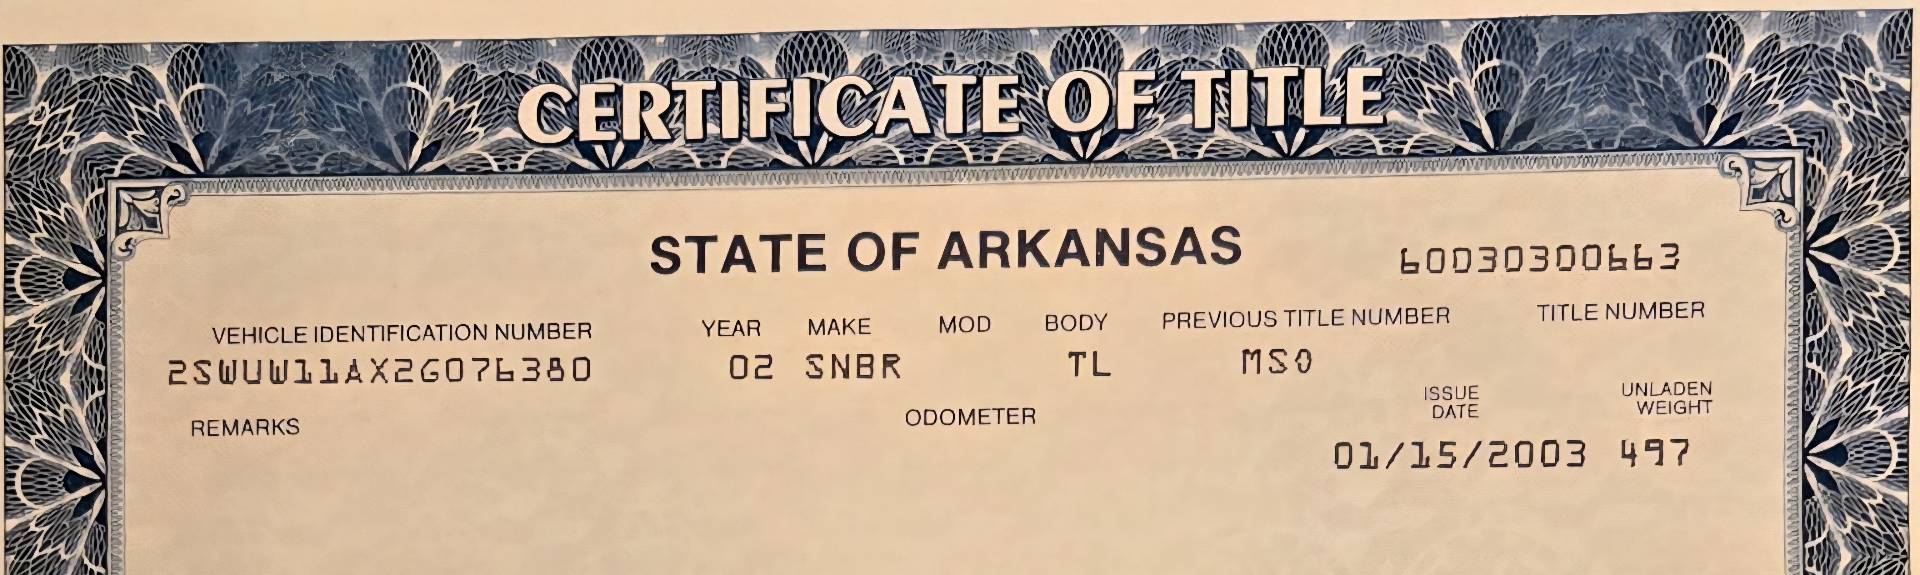 CERTIFICATE OF TITLE
STATE OF ARKANSAS
60030300663
VEHICLE IDENTIFICATION NUMBER YEAR MAKE MOD BODY PREVIOUS TITLE NUMBER TITLE NUMBER
2SWUW11AX2G076380 02 SNBR TL MSO
ISSUE DATE UNLADEN WEIGHT
REMARKS ODOMETER
01/15/2003 497